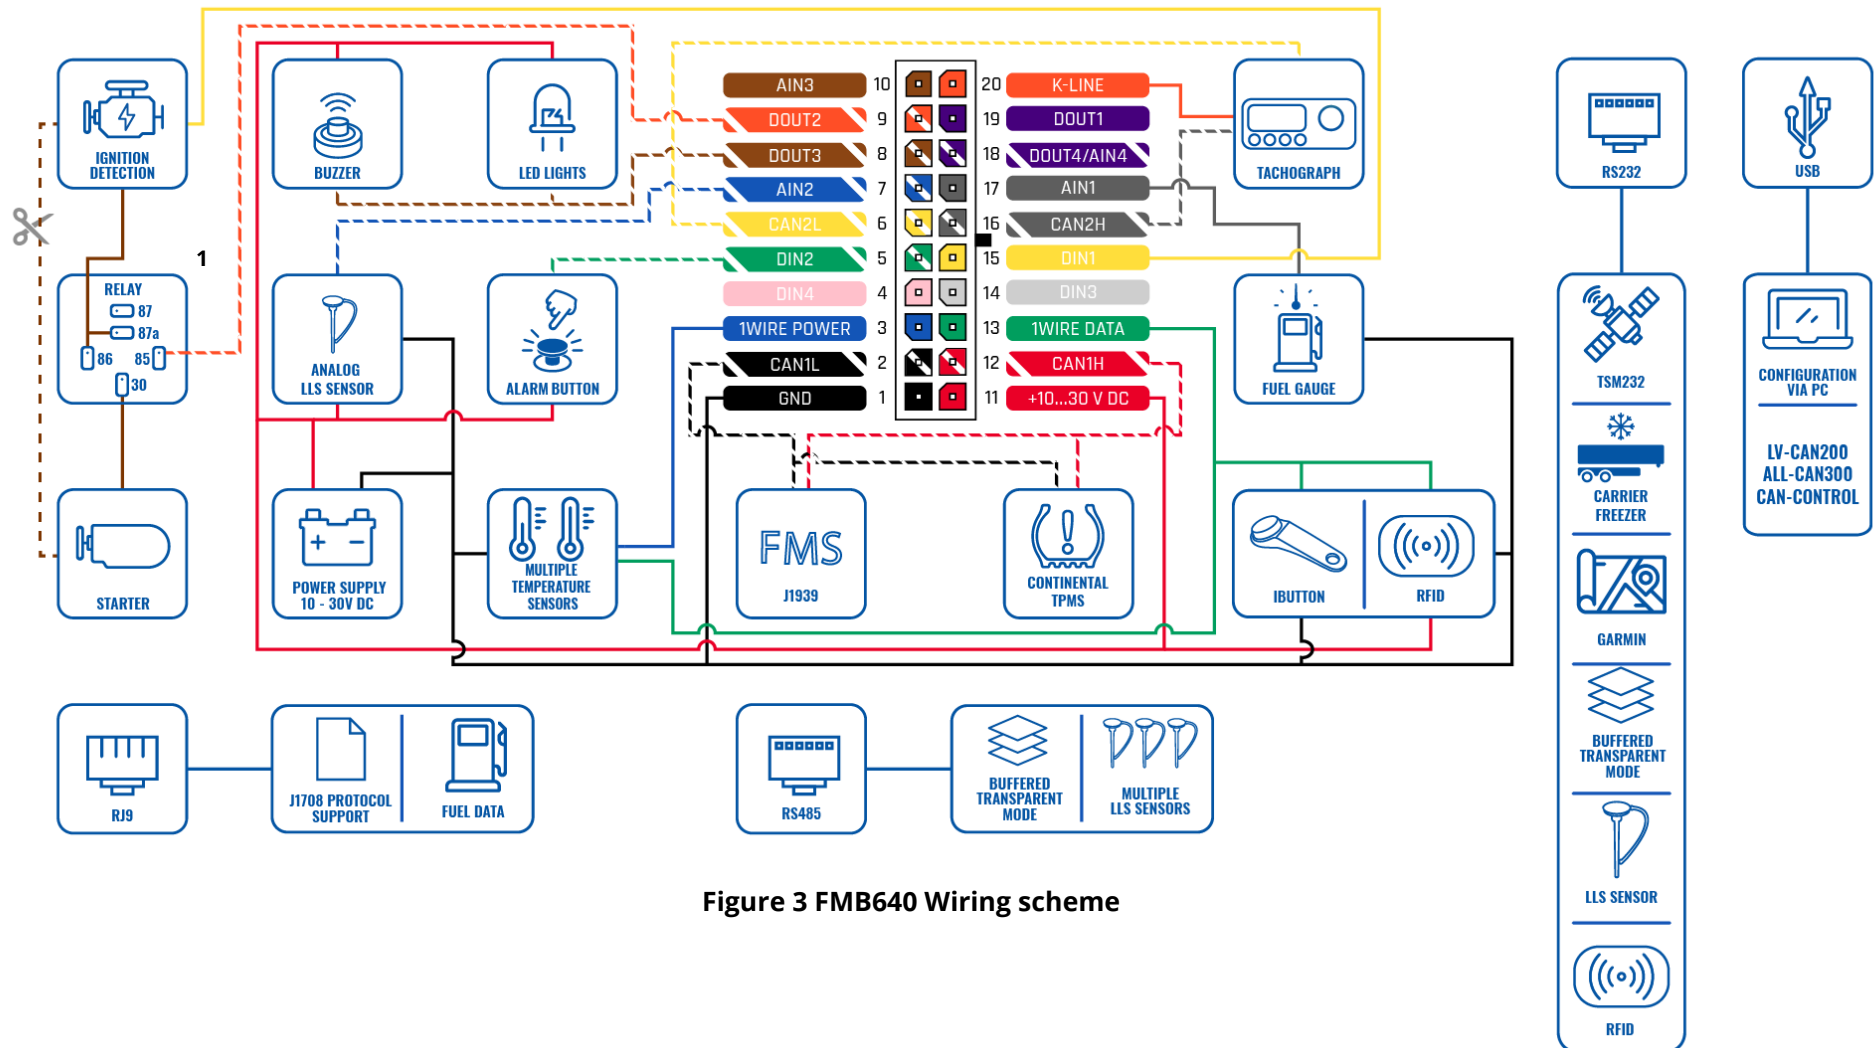 IGNITION
DETECTION
BUZZER
LED LIGHTS
AIN3 10 20 K-LINE
DOUT2 9 19 DOUT1
DOUT3 8 18 DOUT4/AIN4
AIN2 7 17 AIN1
CAN2L 6 16 CAN2H
DIN2 5 15 DIN1
DIN4 4 14 DIN3
1WIRE POWER 3 13 1WIRE DATA
CAN1L 2 12 CAN1H
GND 1 11 +10...30 V DC
TACHOGRAPH
RS232
USB
1
RELAY
87
87a
86 85
30
ANALOG
LLS SENSOR
ALARM BUTTON
FUEL GAUGE
TSM232
CARRIER
FREEZER
GARMIN
BUFFERED
TRANSPARENT
MODE
LLS SENSOR
RFID
CONFIGURATION
VIA PC
LV-CAN200
ALL-CAN300
CAN-CONTROL
STARTER
+ -
POWER SUPPLY
10 - 30V DC
MULTIPLE
TEMPERATURE
SENSORS
FMS
J1939
CONTINENTAL
TPMS
IBUTTON
RFID
RJ9
J1708 PROTOCOL
SUPPORT
FUEL DATA
RS485
BUFFERED
TRANSPARENT
MODE
MULTIPLE
LLS SENSORS
Figure 3 FMB640 Wiring scheme